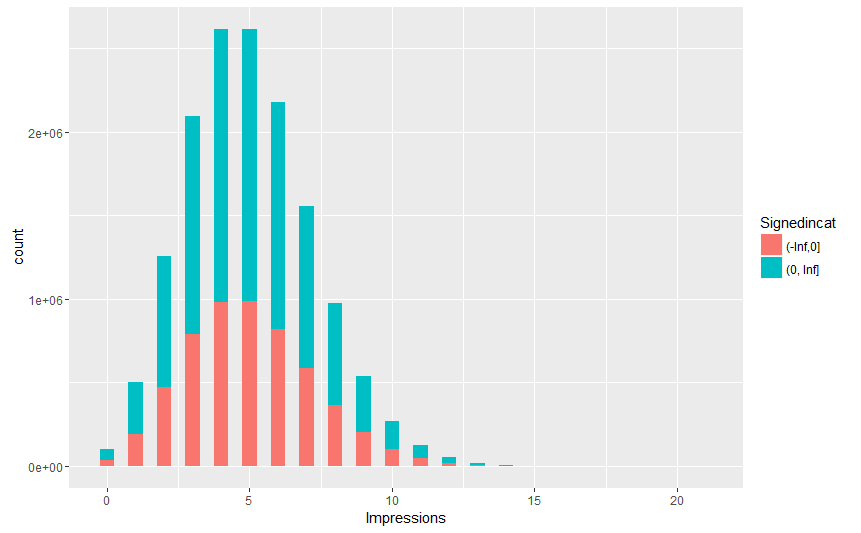 count
2e+06
1e+06
0e+00
0 5 10 15 20
Impressions
Signedincat
(-Inf,0]
(0, Inf]